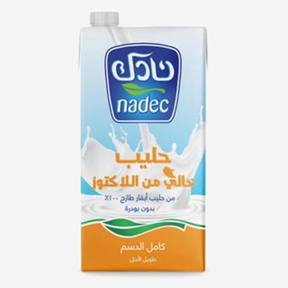 نادك
nadec
حليب
خالي من اللاكتوز
من حليب أبقار طازج ١٠٠٪
بدون بودرة
كامل الدسم
طويل الأجل